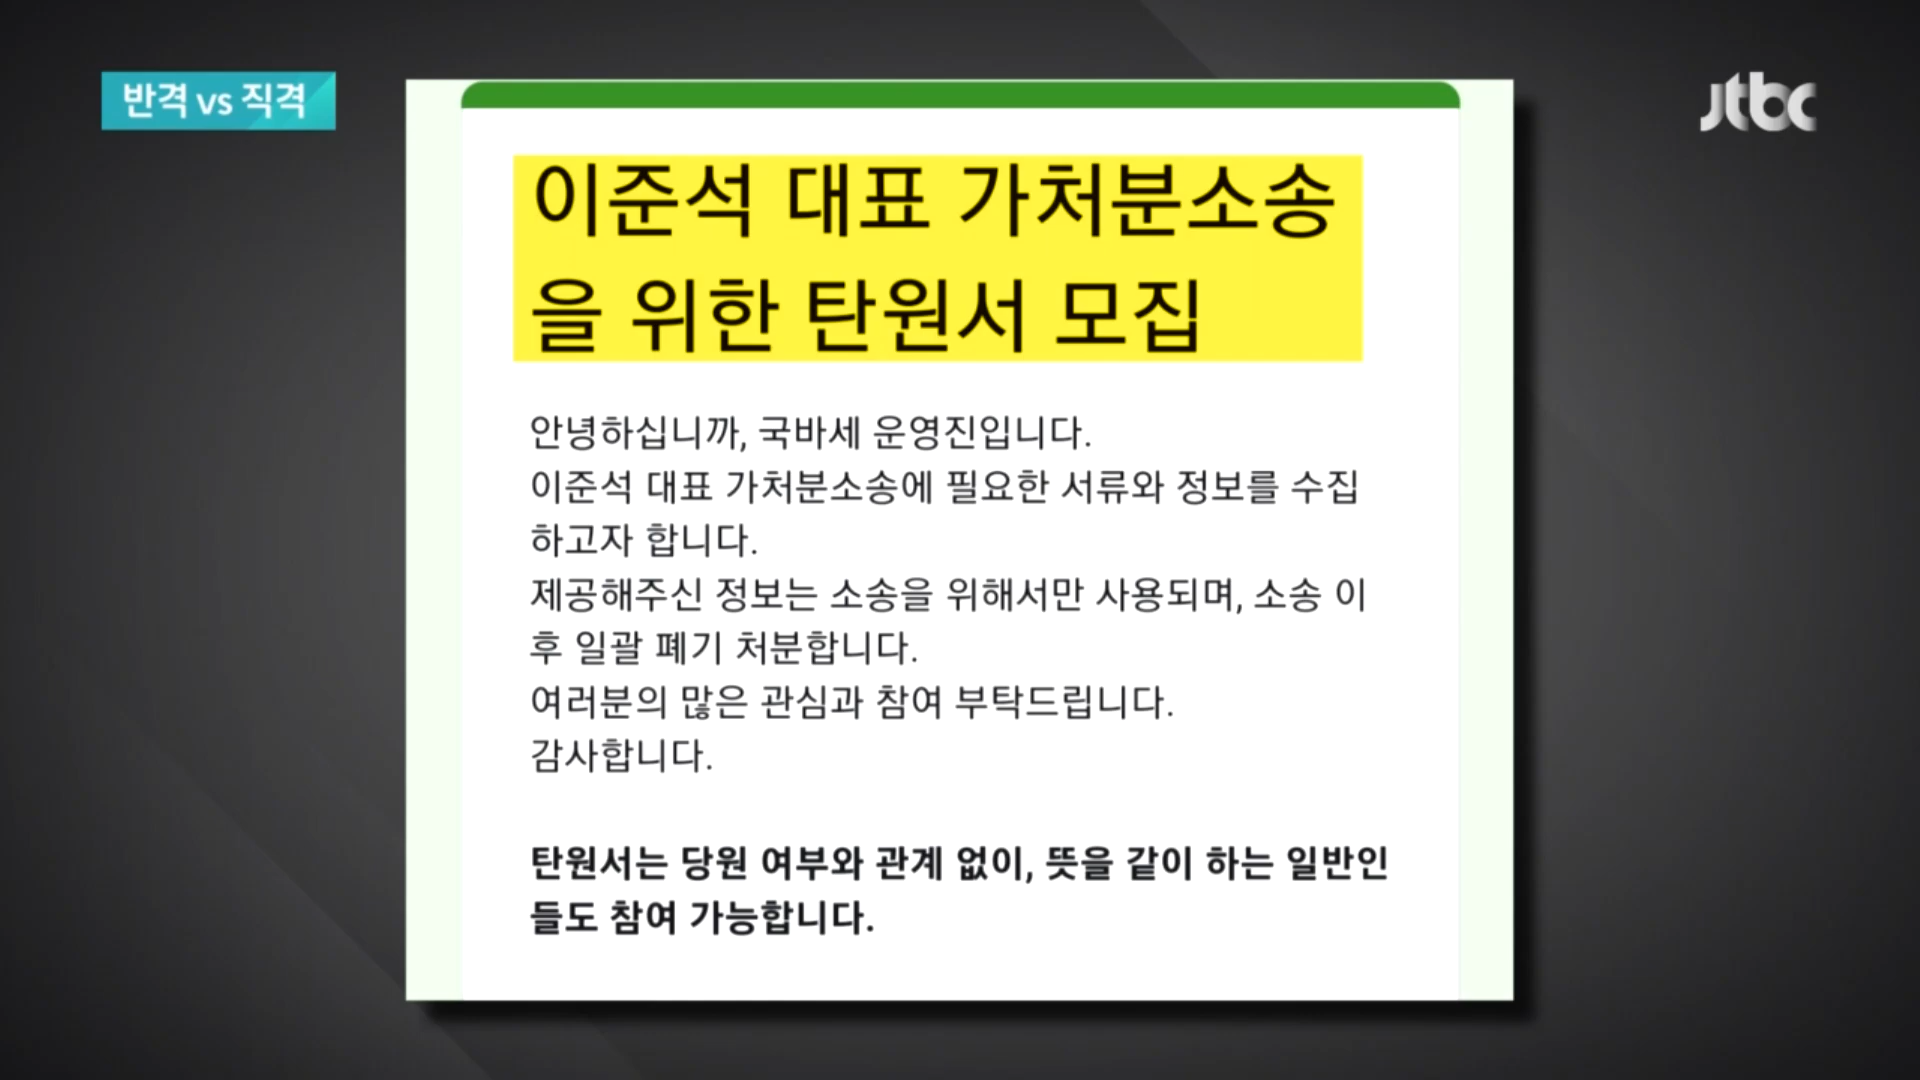 반격 vs 직격
jtbc
이준석 대표 가처분소송
을 위한 탄원서 모집
안녕하십니까, 국바세 운영진입니다.
이준석 대표 가처분소송에 필요한 서류와 정보를 수집
하고자 합니다.
제공해주신 정보는 소송을 위해서만 사용되며, 소송 이
후 일괄 폐기 처분합니다.
여러분의 많은 관심과 참여 부탁드립니다.
감사합니다.
탄원서는 당원 여부와 관계 없이, 뜻을 같이 하는 일반인
들도 참여 가능합니다.